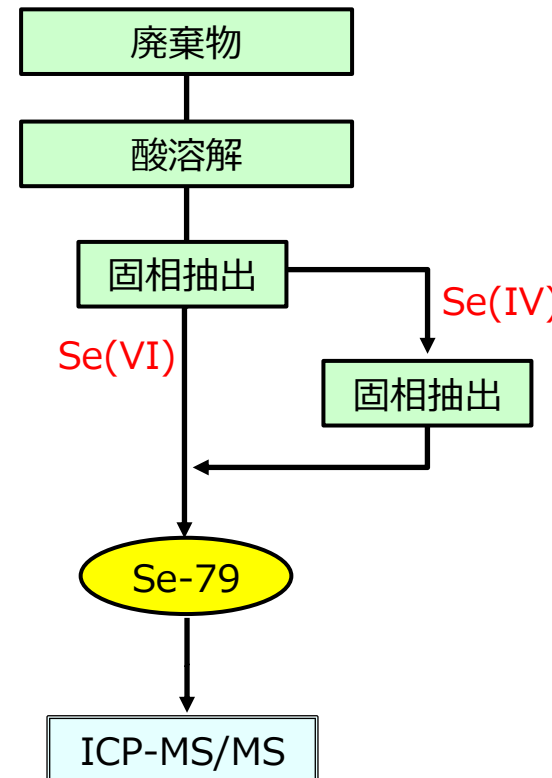 廃棄物
酸溶解
固相抽出
Se(IV)
Se(VI)
固相抽出
Se-79
ICP-MS/MS